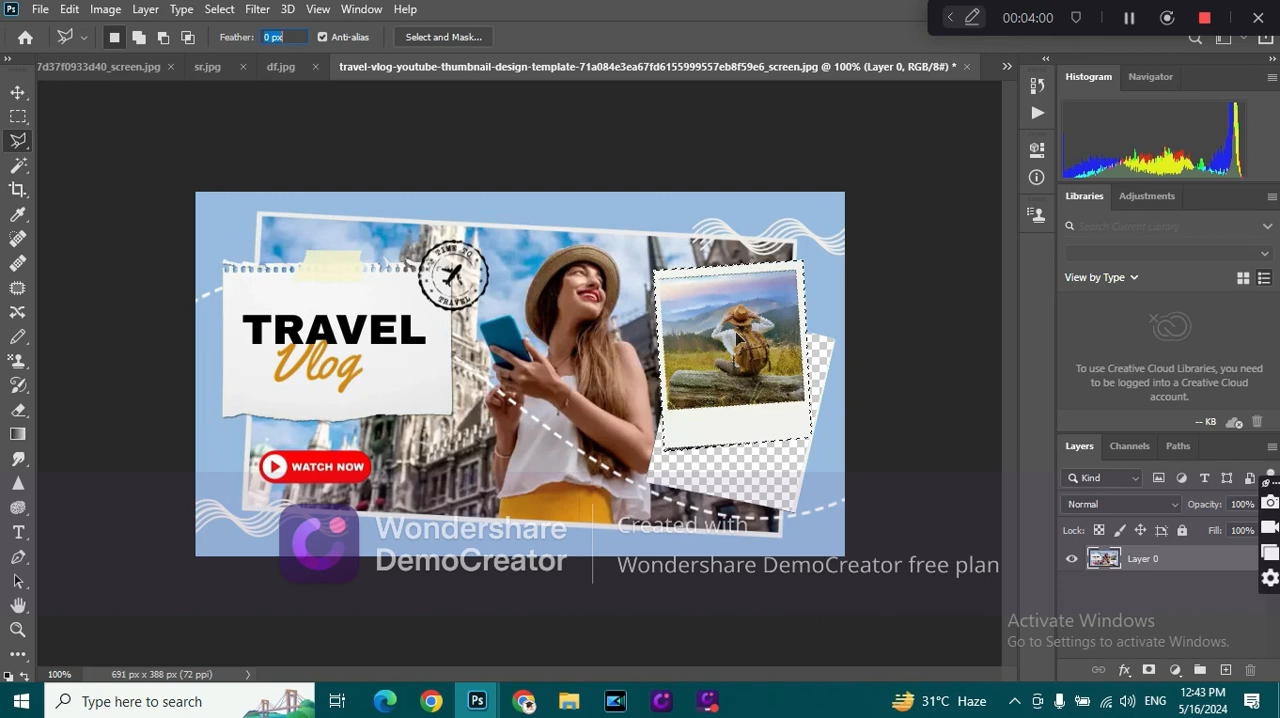 Ps File Edit Image Layer Type Select Filter 3D View Window Help
00:04:00
Feather: 0 px Anti-alias Select and Mask...
7d37f0933d40_screen.jpg × sr.jpg × df.jpg × travel-vlog-youtube-thumbnail-design-template-71a084e3ea67fd6155999557eb8f59e6_screen.jpg @ 100% (Layer 0, RGB/8#) * ×
Histogram Navigator
Libraries Adjustments
Search Current Library
View by Type
TIME TO
TRAVEL
TRAVEL
Vlog
WATCH NOW
To use Creative Cloud Libraries, you
need to be logged into a Creative
Cloud
account.
-- KB
Layers Channels Paths
Kind
Normal Opacity: 100%
Lock: Fill: 100%
Layer 0
Wondershare
DemoCreator
Created with
Wondershare DemoCreator free plan
Activate Windows
Go to Settings to activate Windows.
100% 691 px x 388 px (72 ppi)
Type here to search
Ps
31°C Haze
ENG
12:43 PM
5/16/2024